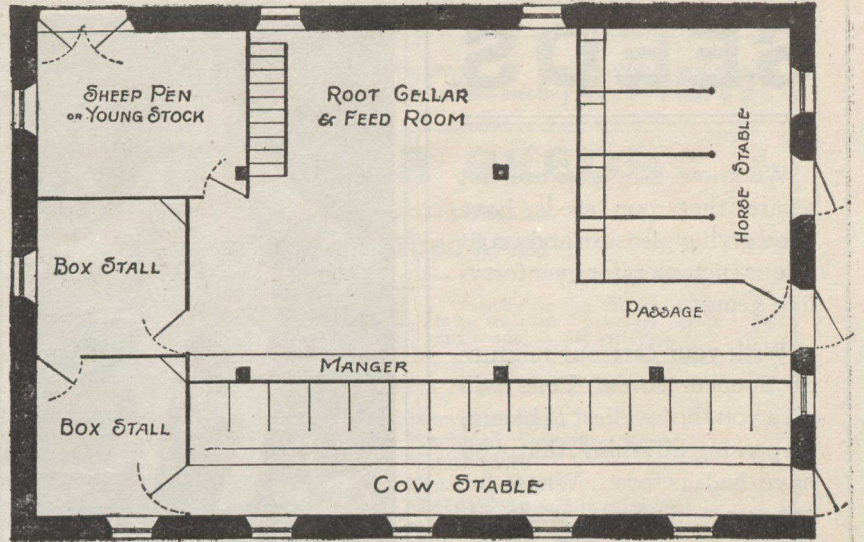 SHEEP PEN
OR YOUNG STOCK
ROOT CELLAR
& FEED ROOM
HORSE STABLE
BOX STALL
PASSAGE
MANGER
BOX STALL
COW STABLE